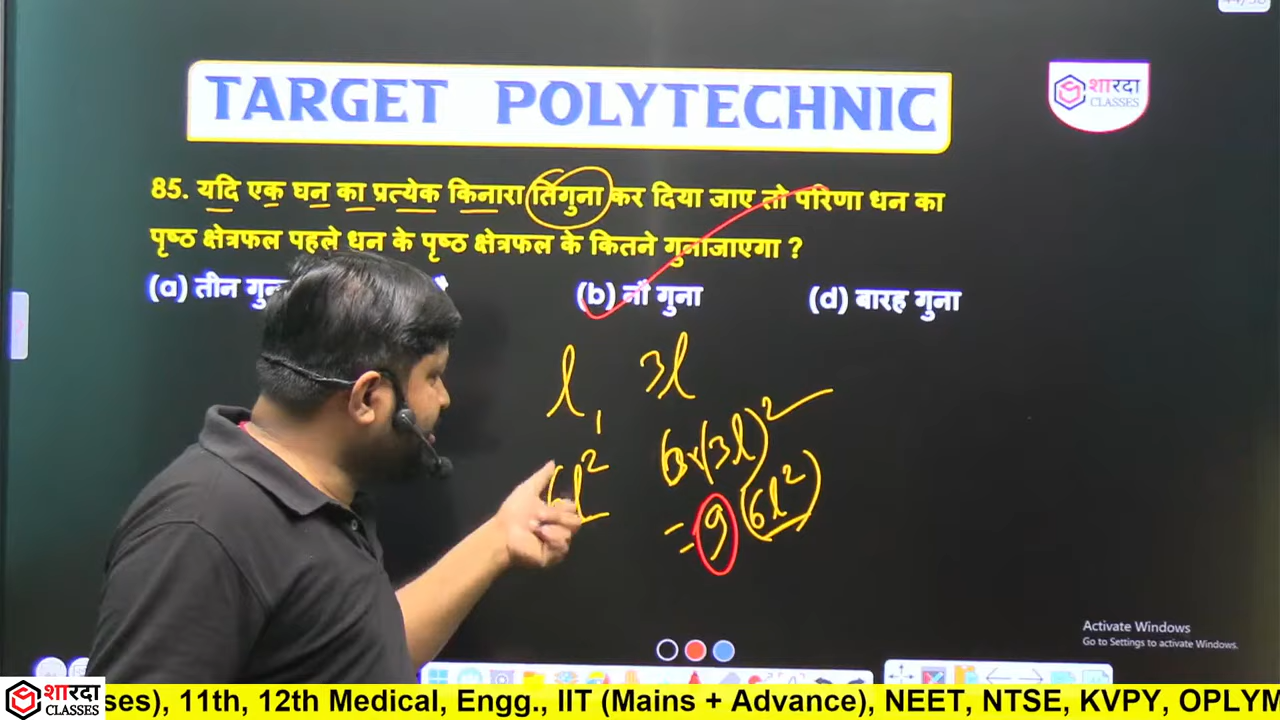 शारदा
CLASSES
TARGET POLYTECHNIC
85. यदि एक घन का प्रत्येक किनारा तिगुना कर दिया जाए तो परिणा धन का
पृष्ठ क्षेत्रफल पहले धन के पृष्ठ क्षेत्रफल के कितने गुनाजाएगा ?
(a) तीन (b) नौ गुना (d) बारह गुना
l 3l
6l² 6×(3l)²
= 9 (6l²)
Activate Windows
Go to Settings to activate Windows.
शारदा
CLASSES
ses), 11th, 12th Medical, Engg., IIT (Mains + Advance), NEET, NTSE, KVPY, OPLYM